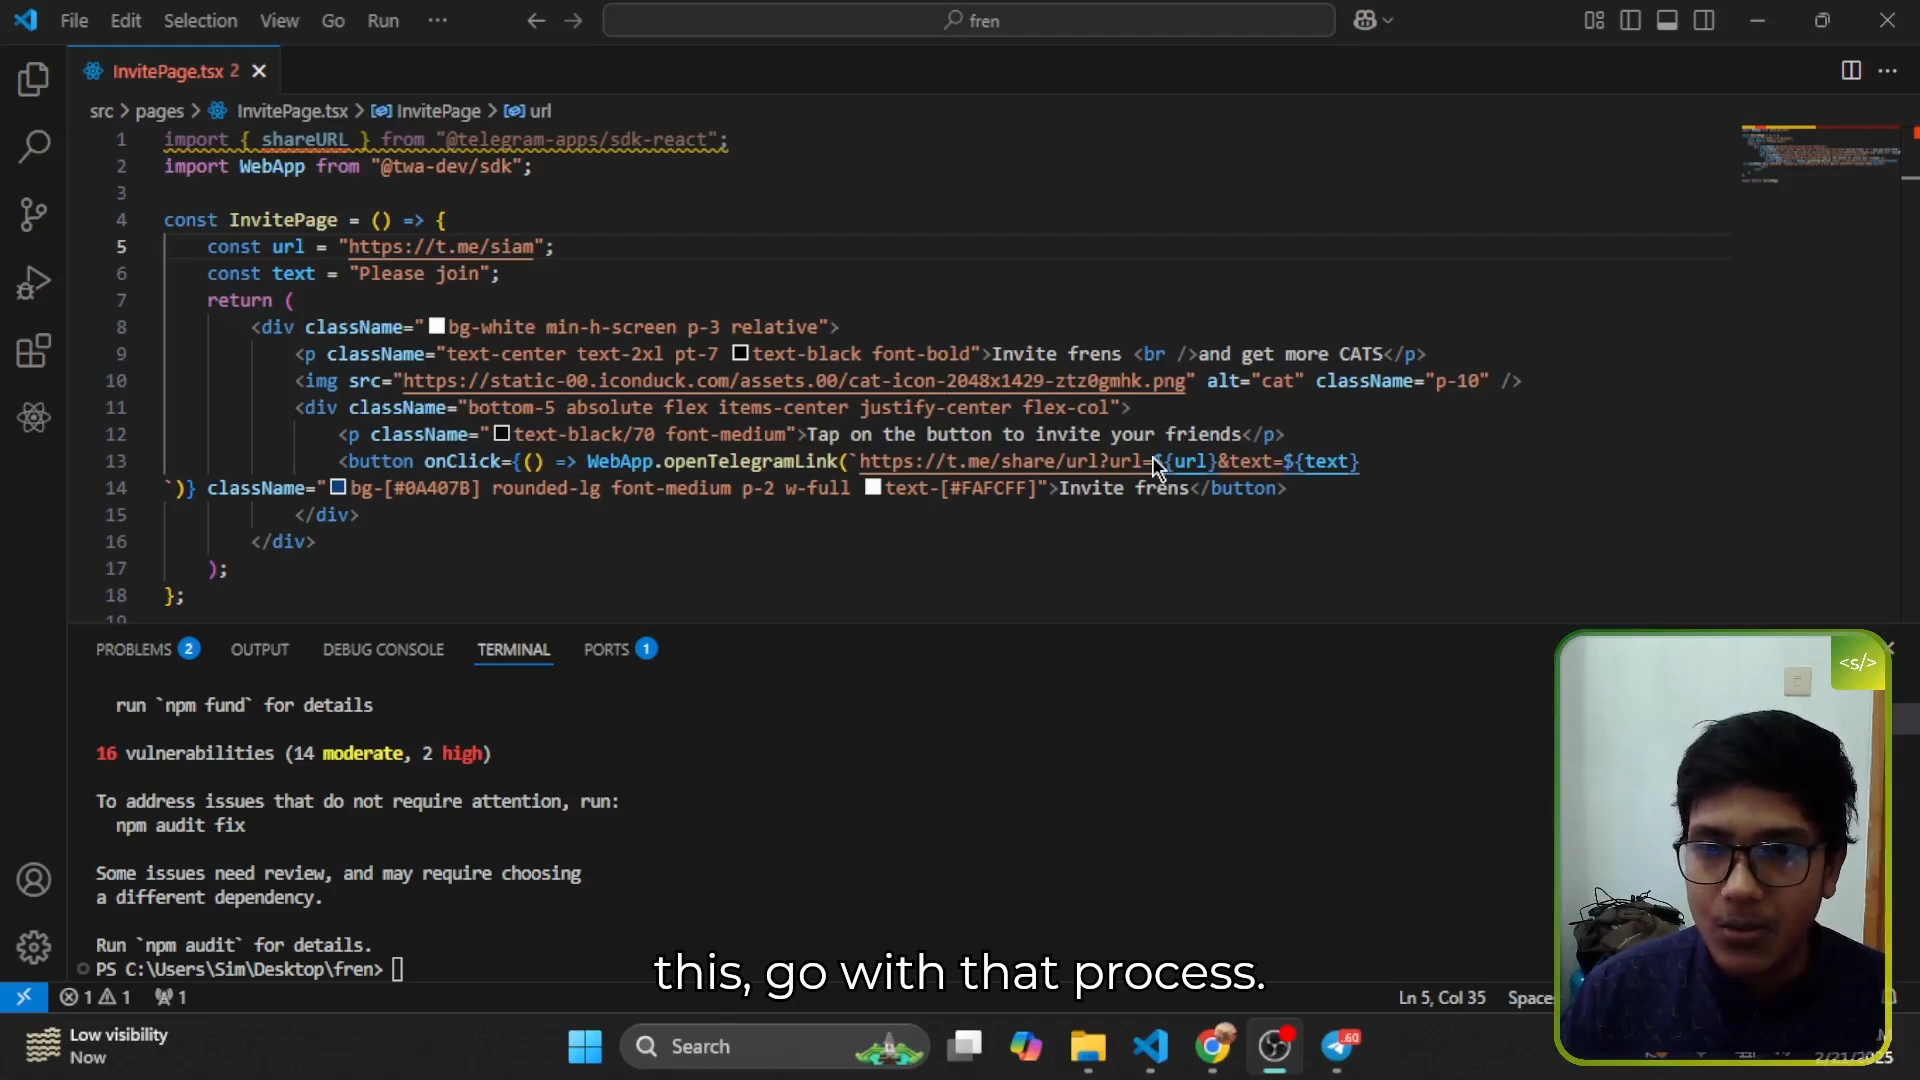 File Edit Selection View Go Run ··· fren
InvitePage.tsx 2
src > pages > InvitePage.tsx > InvitePage > url
1 import { shareURL } from "@telegram-apps/sdk-react";
2 import WebApp from "@twa-dev/sdk";
3
4 const InvitePage = () => {
5 const url = "https://t.me/siam";
6 const text = "Please join";
7 return (
8 <div className="bg-white min-h-screen p-3 relative">
9 <p className="text-center text-2xl pt-7 text-black font-bold">Invite frens <br />and get more CATS</p>
10 <img src="https://static-00.iconduck.com/assets.00/cat-icon-2048x1429-ztz0gmhk.png" alt="cat" className="p-10" />
11 <div className="bottom-5 absolute flex items-center justify-center flex-col">
12 <p className="text-black/70 font-medium">Tap on the button to invite your friends</p>
13 <button onClick={() => WebApp.openTelegramLink(`https://t.me/share/url?url=${url}&text=${text}
14 `)} className="bg-[#0A407B] rounded-lg font-medium p-2 w-full text-[#FAFCFF]">Invite frens</button>
15 </div>
16 </div>
17 );
18 };
19
PROBLEMS 2 OUTPUT DEBUG CONSOLE TERMINAL PORTS 1
<s/>
run `npm fund` for details
16 vulnerabilities (14 moderate, 2 high)
To address issues that do not require attention, run:
npm audit fix
Some issues need review, and may require choosing
a different dependency.
Run `npm audit` for details.
PS C:\Users\Sim\Desktop\fren>
this, go with that process.
1 1 1 Ln 5, Col 35
Low visibility
Now
Search
.60